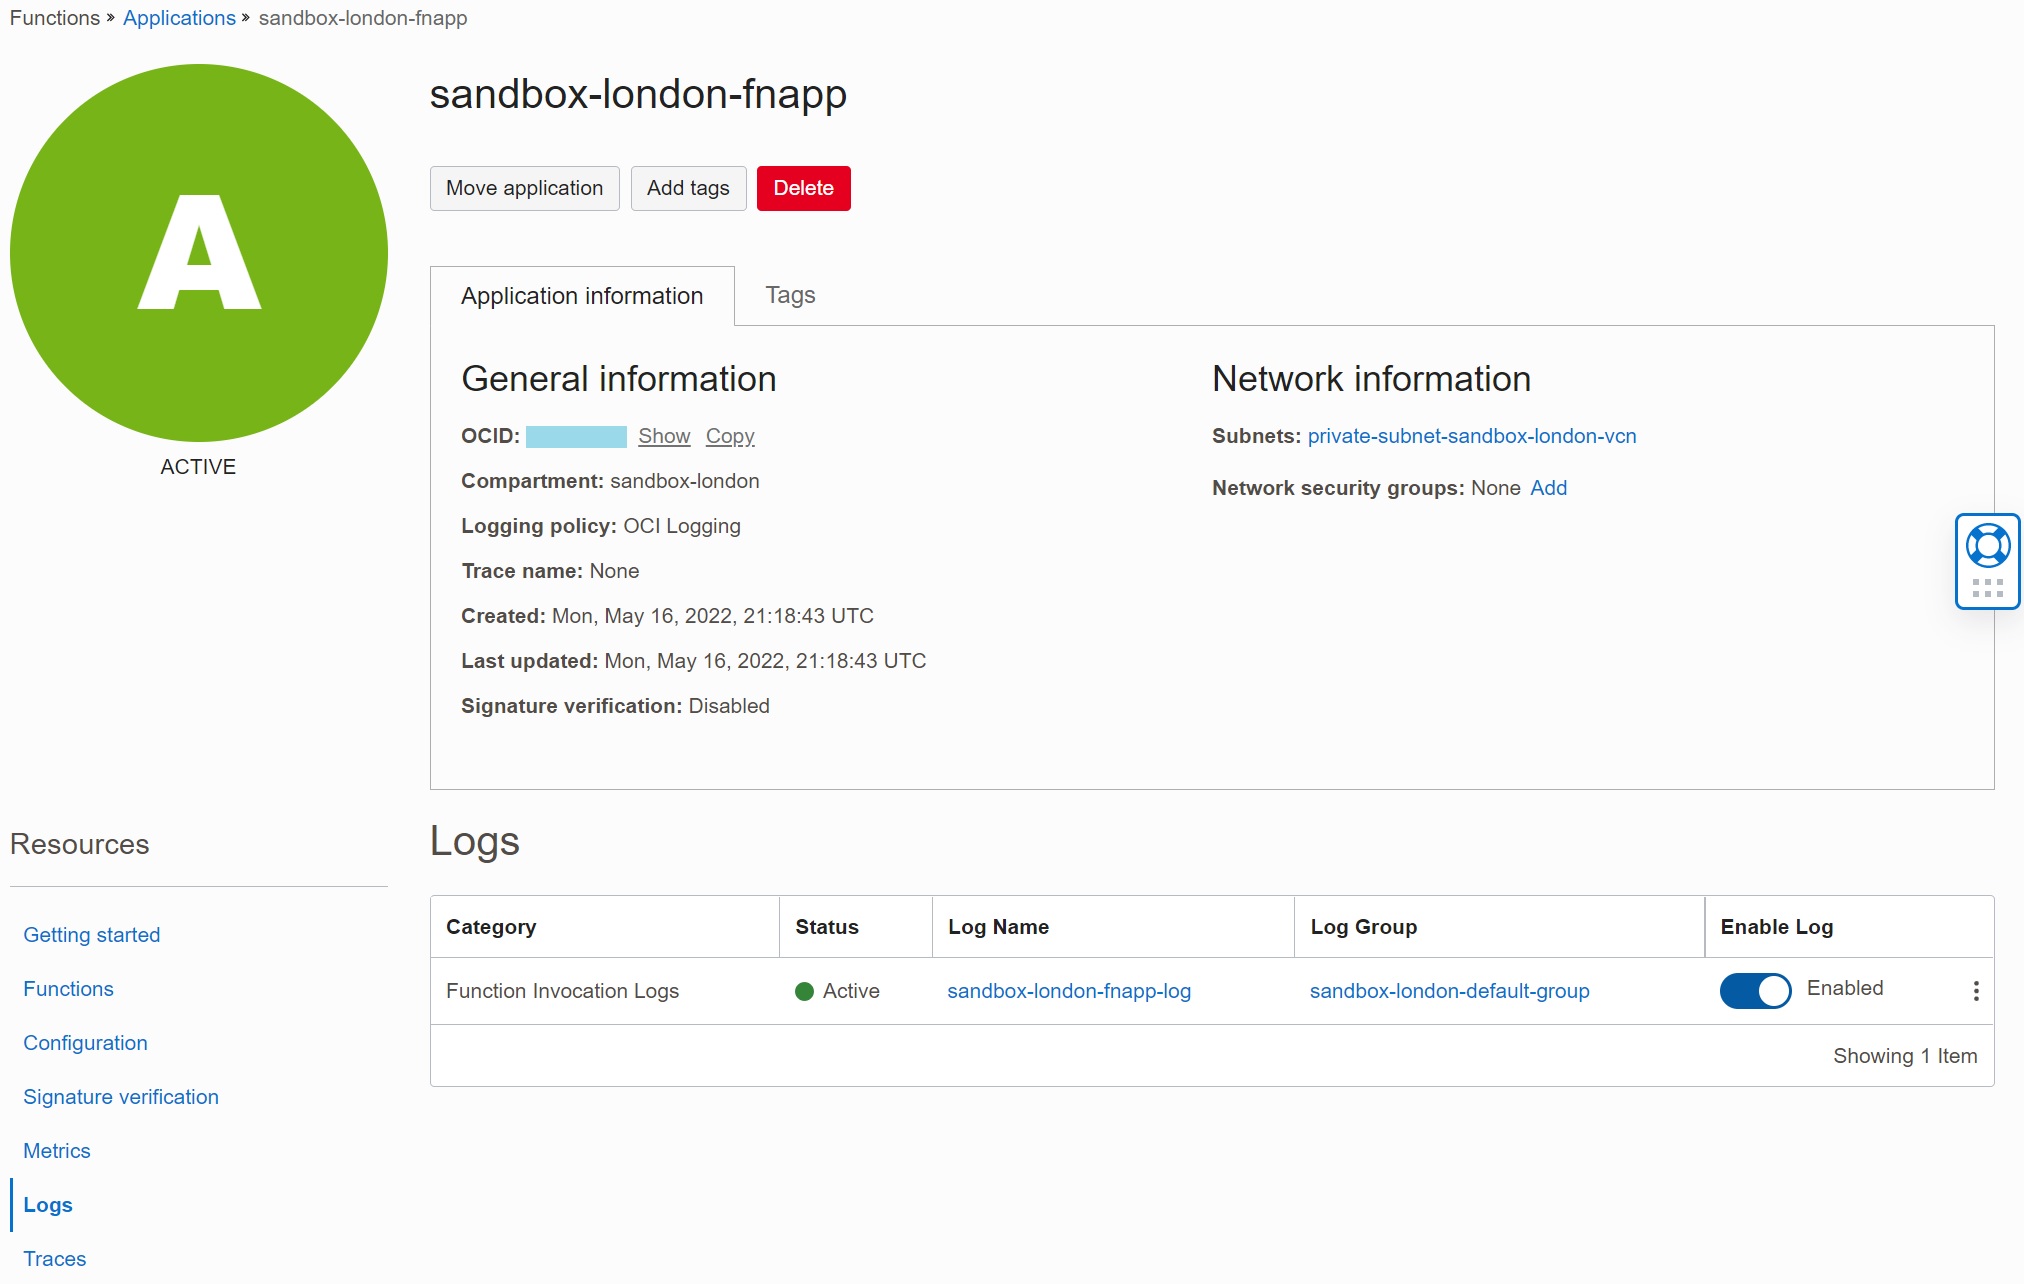 Functions » Applications » sandbox-london-fnapp
A
ACTIVE
sandbox-london-fnapp
Move application Add tags Delete
Application information Tags
General information
OCID: Show Copy
Compartment: sandbox-london
Logging policy: OCI Logging
Trace name: None
Created: Mon, May 16, 2022, 21:18:43 UTC
Last updated: Mon, May 16, 2022, 21:18:43 UTC
Signature verification: Disabled
Network information
Subnets: private-subnet-sandbox-london-vcn
Network security groups: None Add
Resources
Getting started
Functions
Configuration
Signature verification
Metrics
Logs
Traces
Logs
Category Status Log Name Log Group Enable Log
Function Invocation Logs Active sandbox-london-fnapp-log sandbox-london-default-group Enabled
Showing 1 Item